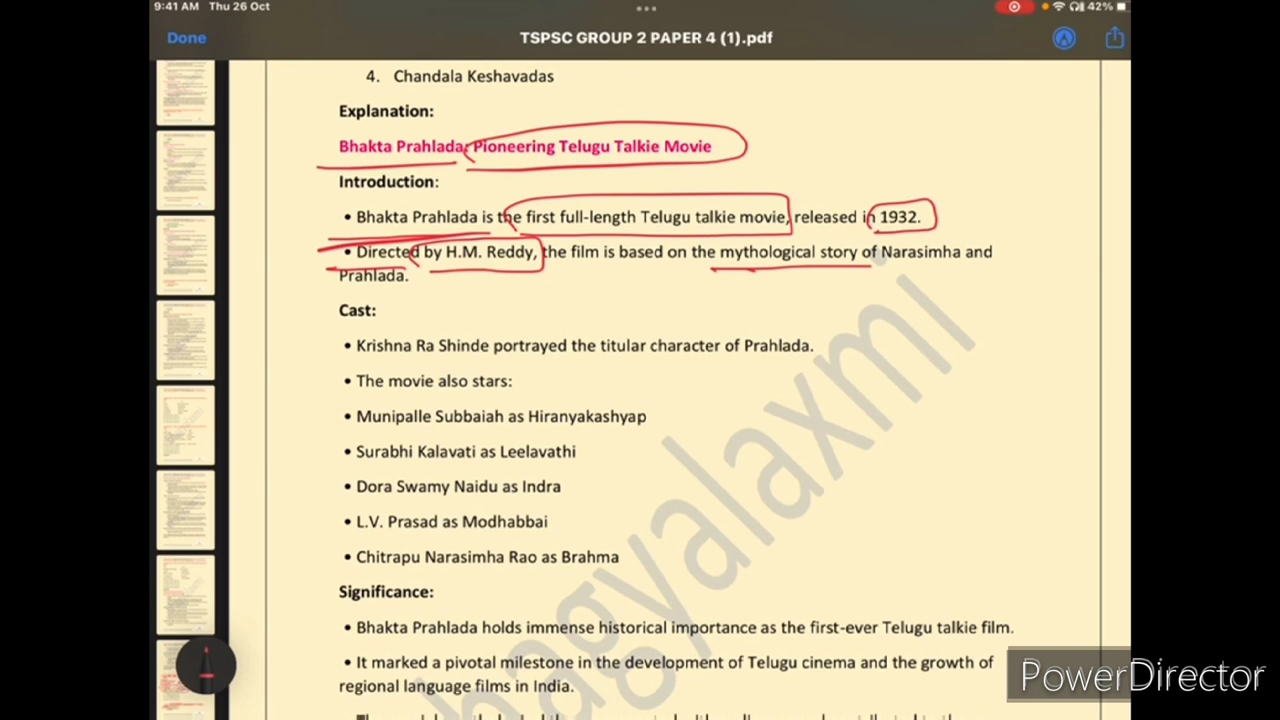 9:41 AM Thu 26 Oct
42%
Done
TSPSC GROUP 2 PAPER 4 (1).pdf
4. Chandala Keshavadas
Explanation:
Bhakta Prahlada: Pioneering Telugu Talkie Movie
Introduction:
• Bhakta Prahlada is the first full-length Telugu talkie movie, released in 1932.
• Directed by H.M. Reddy, the film is based on the mythological story of Narasimha and
Prahlada.
Cast:
• Krishna Ra Shinde portrayed the titular character of Prahlada.
• The movie also stars:
• Munipalle Subbaiah as Hiranyakashyap
• Surabhi Kalavati as Leelavathi
• Dora Swamy Naidu as Indra
• L.V. Prasad as Modhabbai
• Chitrapu Narasimha Rao as Brahma
Significance:
• Bhakta Prahlada holds immense historical importance as the first-ever Telugu talkie film.
• It marked a pivotal milestone in the development of Telugu cinema and the growth of
regional language films in India.
bhagyalaxmi
PowerDirector